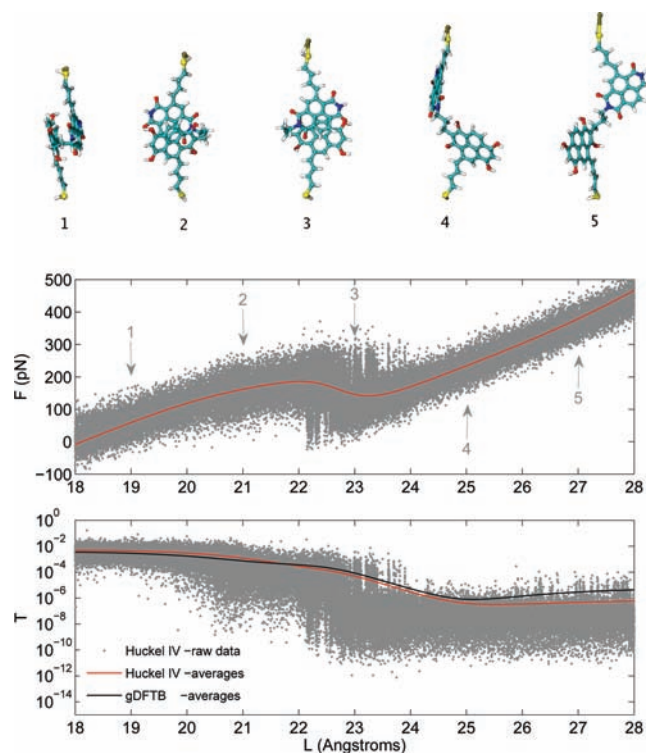 1 2 3 4 5
500
400
300
200
100
0
−100
F (pN)
1
2
3
4
5
18 19 20 21 22 23 24 25 26 27 28
10^0
10^-2
10^-4
10^-6
10^-8
10^-10
10^-12
10^-14
T
Huckel IV −raw data
Huckel IV −averages
gDFTB −averages
18 19 20 21 22 23 24 25 26 27 28
L (Angstroms)